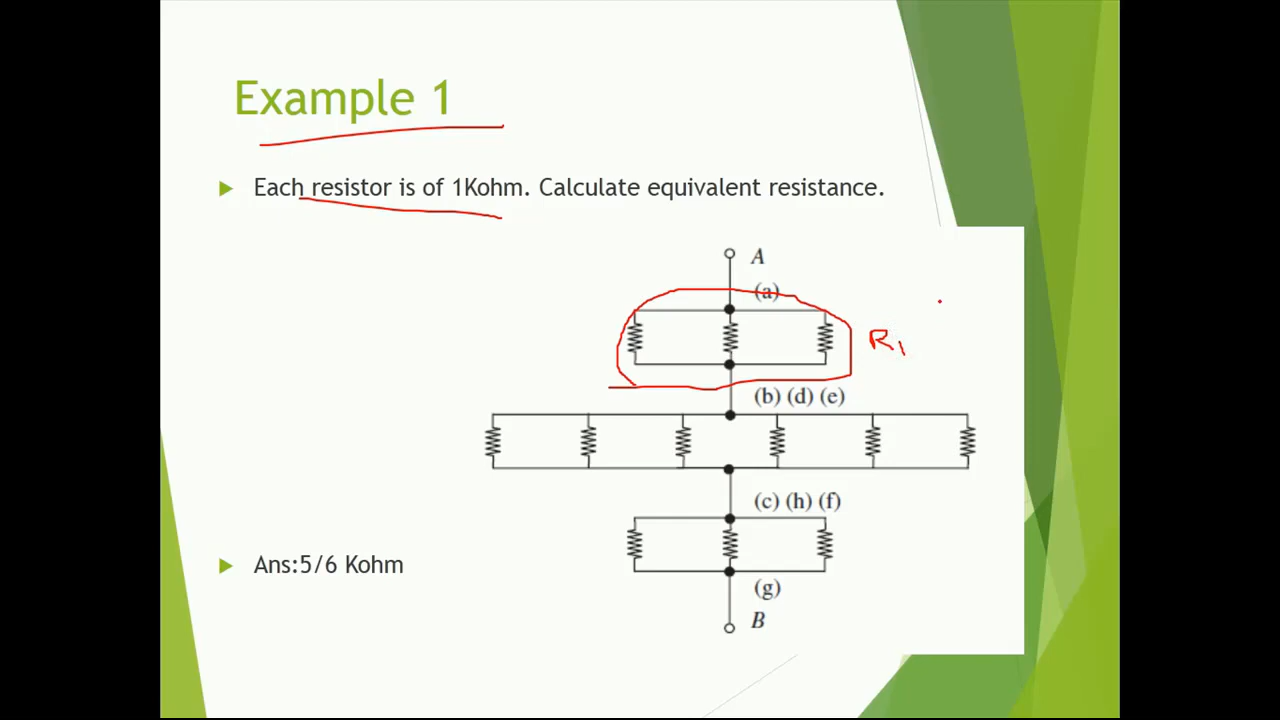 Example 1
Each resistor is of 1Kohm. Calculate equivalent resistance.
A
(a)
R1
(b) (d) (e)
(c) (h) (f)
Ans:5/6 Kohm
(g)
B